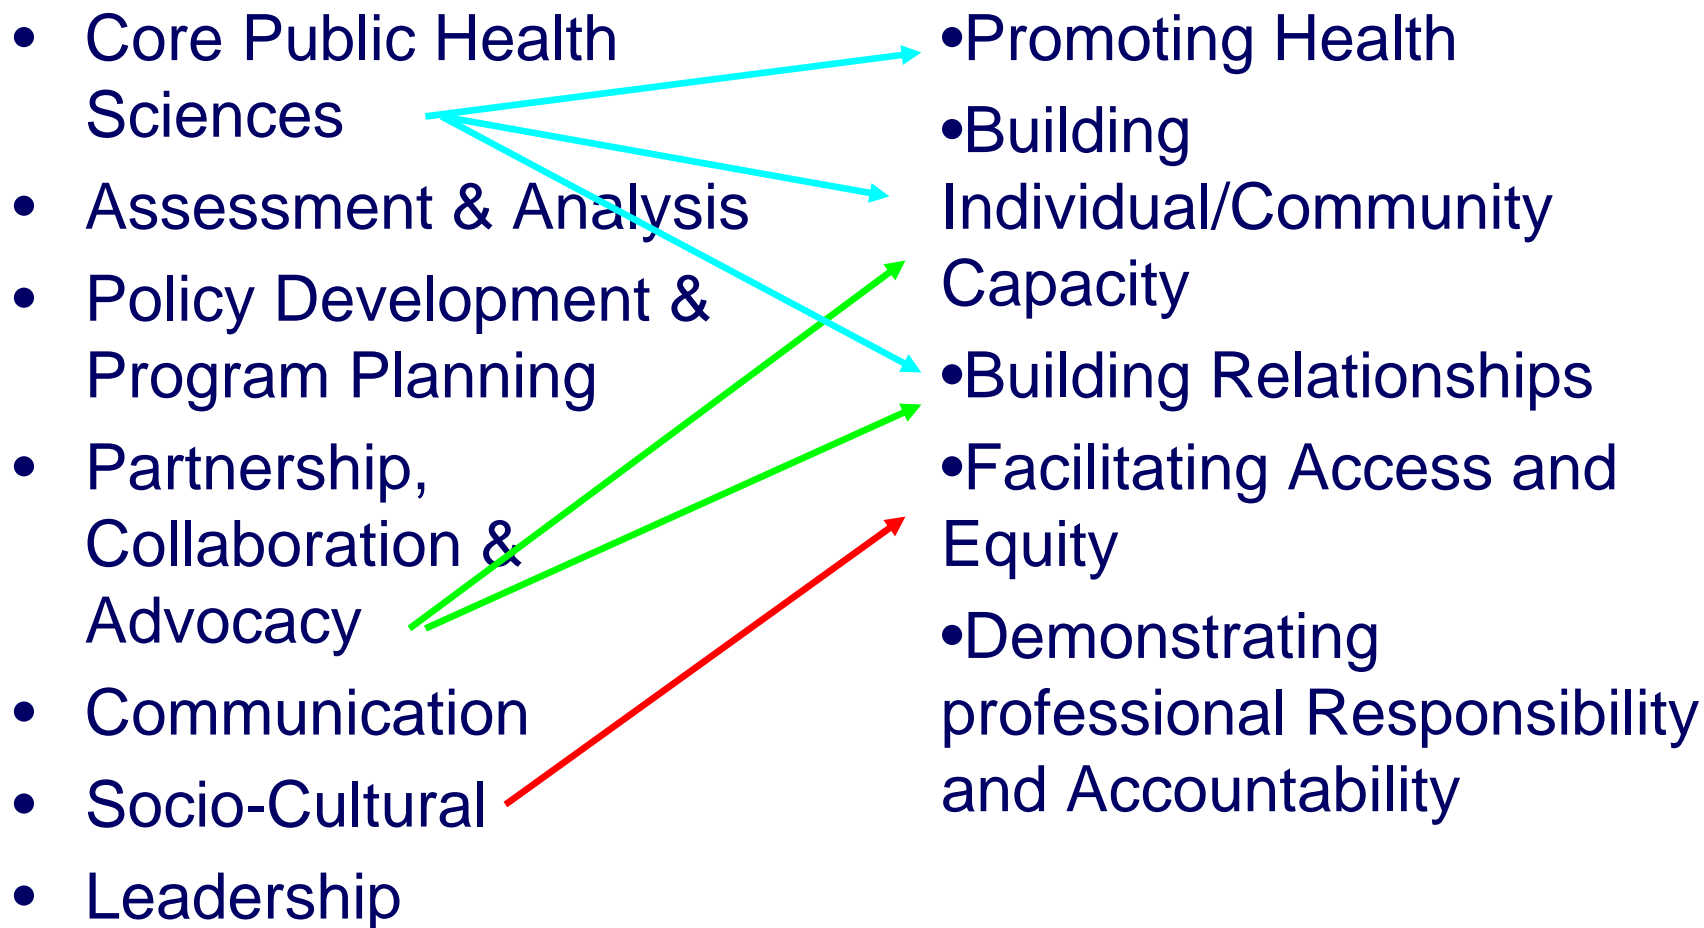 • Core Public Health
Sciences
• Assessment & Analysis
• Policy Development &
Program Planning
• Partnership,
Collaboration &
Advocacy
• Communication
• Socio-Cultural
• Leadership
•Promoting Health
•Building
Individual/Community
Capacity
•Building Relationships
•Facilitating Access and
Equity
•Demonstrating
professional Responsibility
and Accountability